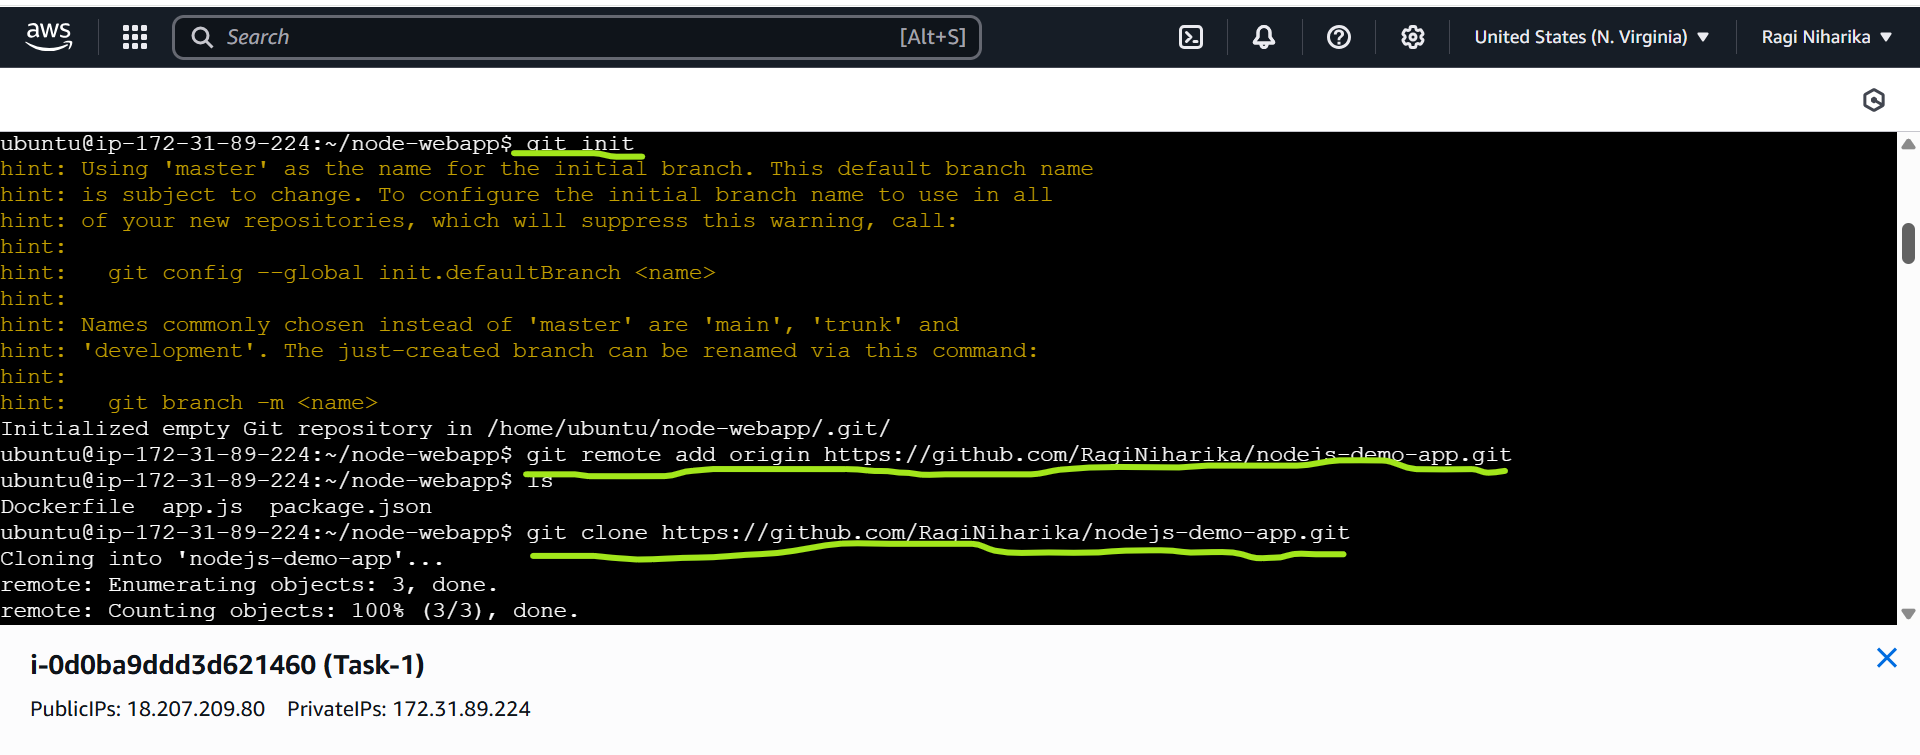 aws
Search [Alt+S]
United States (N. Virginia) Ragi Niharika
ubuntu@ip-172-31-89-224:~/node-webapp$ git init
hint: Using 'master' as the name for the initial branch. This default branch name
hint: is subject to change. To configure the initial branch name to use in all
hint: of your new repositories, which will suppress this warning, call:
hint:
hint:   git config --global init.defaultBranch <name>
hint:
hint: Names commonly chosen instead of 'master' are 'main', 'trunk' and
hint: 'development'. The just-created branch can be renamed via this command:
hint:
hint:   git branch -m <name>
Initialized empty Git repository in /home/ubuntu/node-webapp/.git/
ubuntu@ip-172-31-89-224:~/node-webapp$ git remote add origin https://github.com/RagiNiharika/nodejs-demo-app.git
ubuntu@ip-172-31-89-224:~/node-webapp$ ls
Dockerfile  app.js  package.json
ubuntu@ip-172-31-89-224:~/node-webapp$ git clone https://github.com/RagiNiharika/nodejs-demo-app.git
Cloning into 'nodejs-demo-app'...
remote: Enumerating objects: 3, done.
remote: Counting objects: 100% (3/3), done.
i-0d0ba9ddd3d621460 (Task-1)
PublicIPs: 18.207.209.80 PrivateIPs: 172.31.89.224